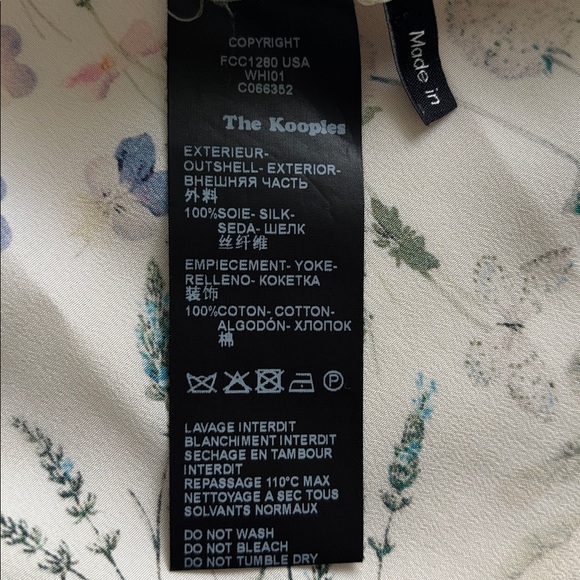 COPYRIGHT
FCC1280 USA
WHI01
C066352
The Kooples
EXTERIEUR-
OUTSHELL- EXTERIOR-
ВНЕШНЯЯ ЧАСТЬ
外料
100%SOIE- SILK-
SEDA- ШЕЛК
丝纤维
EMPIECEMENT- YOKE-
RELLENO- КОКЕТКА
装饰
100%COTON- COTTON-
ALGODÓN- ХЛОПОК
棉
P
LAVAGE INTERDIT
BLANCHIMENT INTERDIT
SECHAGE EN TAMBOUR
INTERDIT
REPASSAGE 110°C MAX
NETTOYAGE A SEC TOUS
SOLVANTS NORMAUX
DO NOT WASH
DO NOT BLEACH
DO NOT TUMBLE DRY
Made in